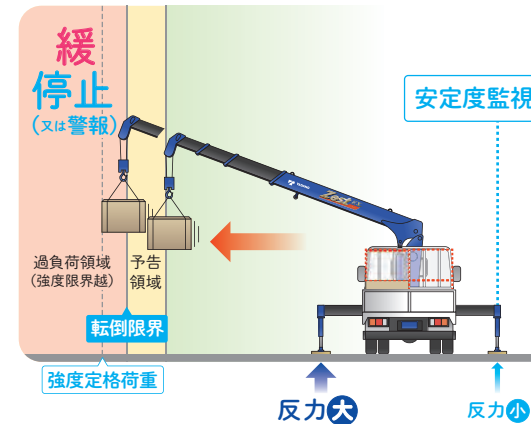 緩
停止
(又は警報)
安定度監視
Zest
TADANO
過負荷領域
(強度限界越)
予告
領域
転倒限界
強度定格荷重
反力大
反力小